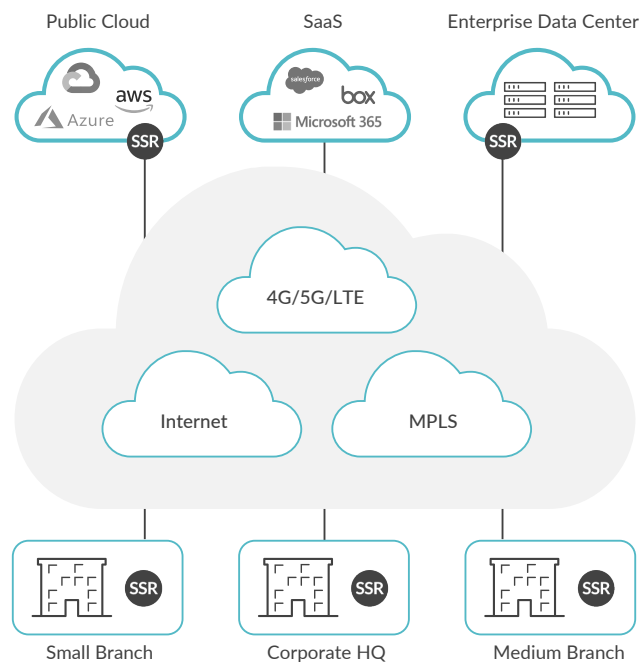 Public Cloud
SaaS
Enterprise Data Center
aws
Azure
SSR
salesforce
box
Microsoft 365
SSR
4G/5G/LTE
Internet
MPLS
SSR
SSR
SSR
Small Branch
Corporate HQ
Medium Branch